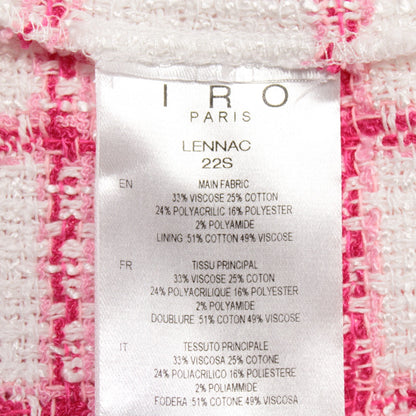 IRO
PARIS
LENNAC
22S
EN
MAIN FABRIC
33% VISCOSE 25% COTTON
24% POLYACRILIC 16% POLYESTER
2% POLYAMIDE
LINING 51% COTTON 49% VISCOSE
FR
TISSU PRINCIPAL
33% VISCOSE 25% COTTON
24% POLYACRILIQUE 16% POLYESTER
2% POLYAMIDE
DOUBLURE 51% COTON 49% VISCOSE
IT
TESSUTO PRINCIPALE
33% VISCOSA 25% COTONE
24% POLIACRILICO 16% POLIESTERE
2% POLIAMMIDE
FODERA 51% COTONE 49% VISCOSA